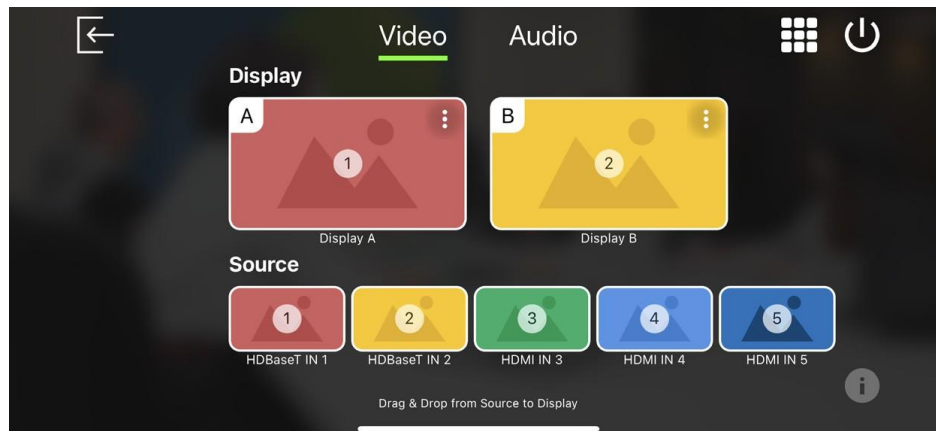 Video Audio
Display
A B
1 2
Display A Display B
Source
1 2 3 4 5
HDBaseT IN 1 HDBaseT IN 2 HDMI IN 3 HDMI IN 4 HDMI IN 5
Drag & Drop from Source to Display
i